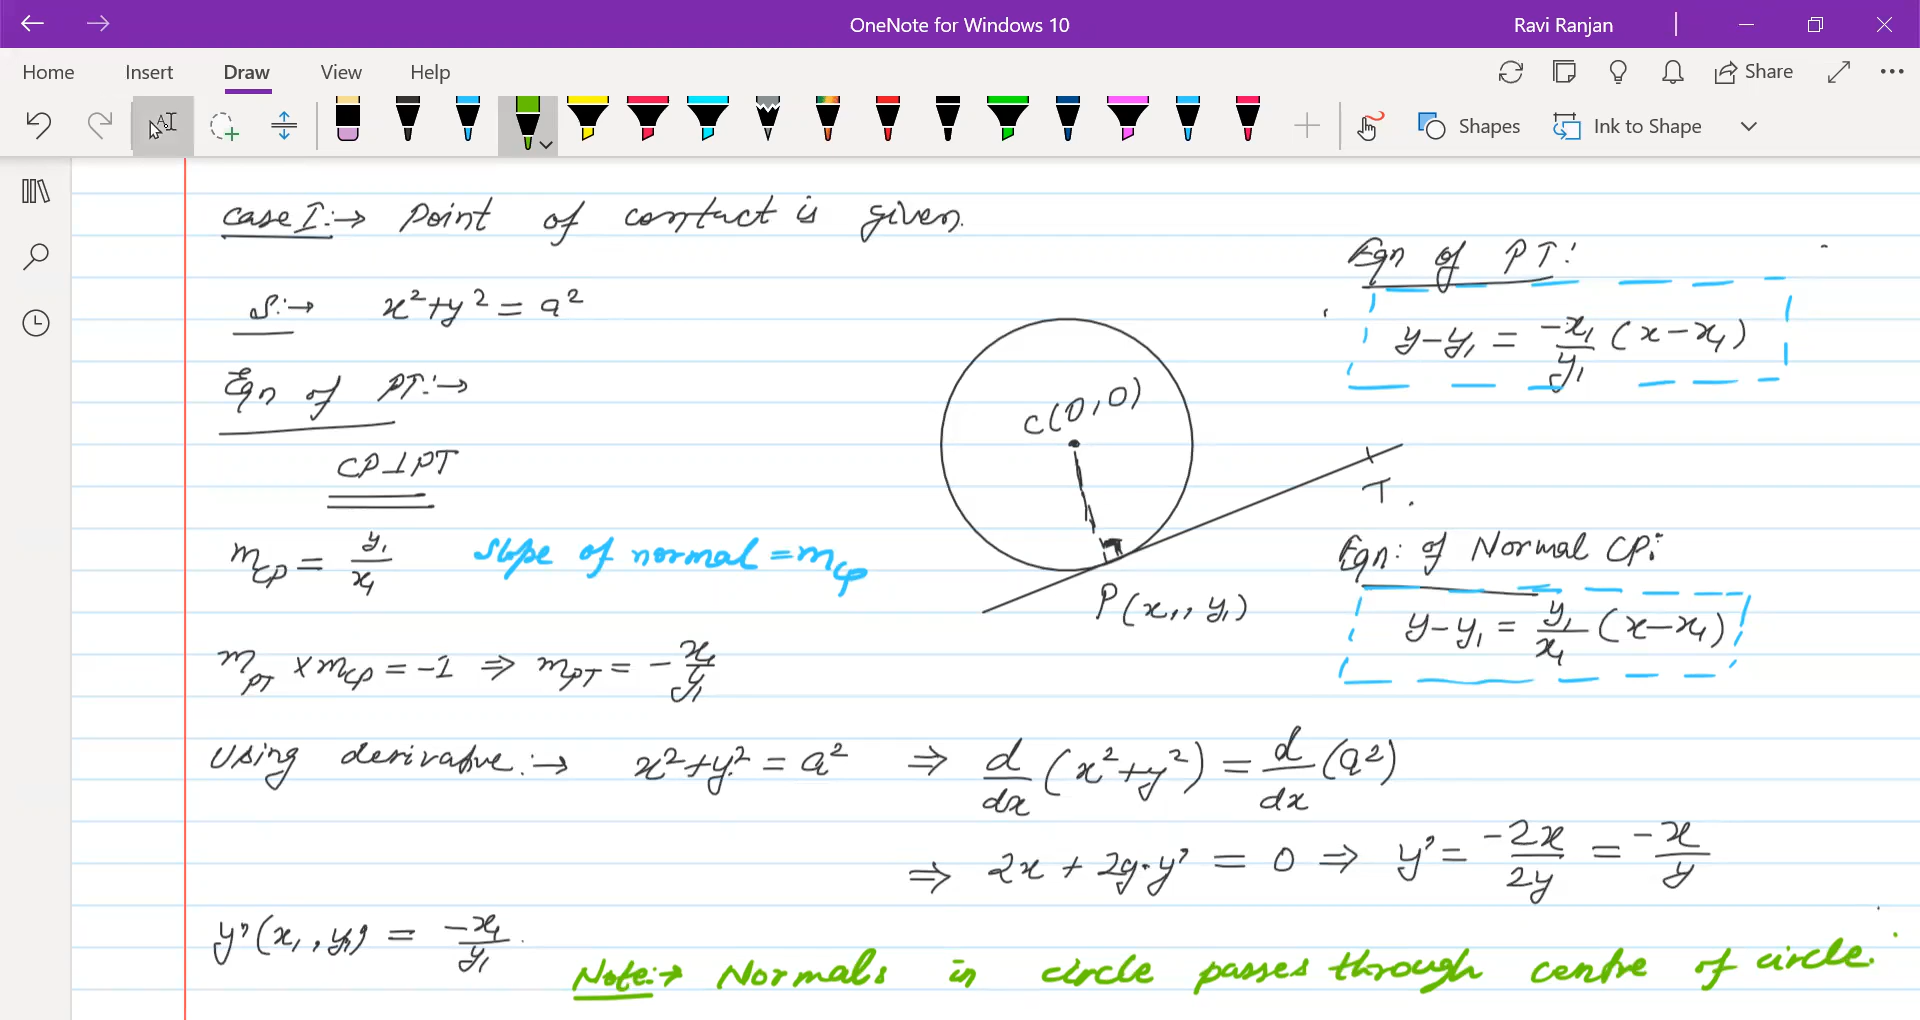 OneNote for Windows 10
Ravi Ranjan
Home Insert Draw View Help
Share
Shapes Ink to Shape
case I:→ Point of contact is given.
S:→ x²+y² = a²
Eqn of PT:→
CP⊥PT
m_CP = y₁/x₁ slope of normal = m_CP
m_PT × m_CP = -1 ⇒ m_PT = -x₁/y₁
C(0,0)
T
P(x₁, y₁)
Eqn of PT:
y-y₁ = -x₁/y₁ (x-x₁)
Eqn: of Normal CP:
y-y₁ = y₁/x₁ (x-x₁)
Using derivative:→ x²+y² = a² ⇒ d/dx (x²+y²) = d/dx (a²)
⇒ 2x + 2y·y' = 0 ⇒ y' = -2x/2y = -x/y
y'(x₁, y₁) = -x₁/y₁
Note:→ Normals in circle passes through centre of circle.